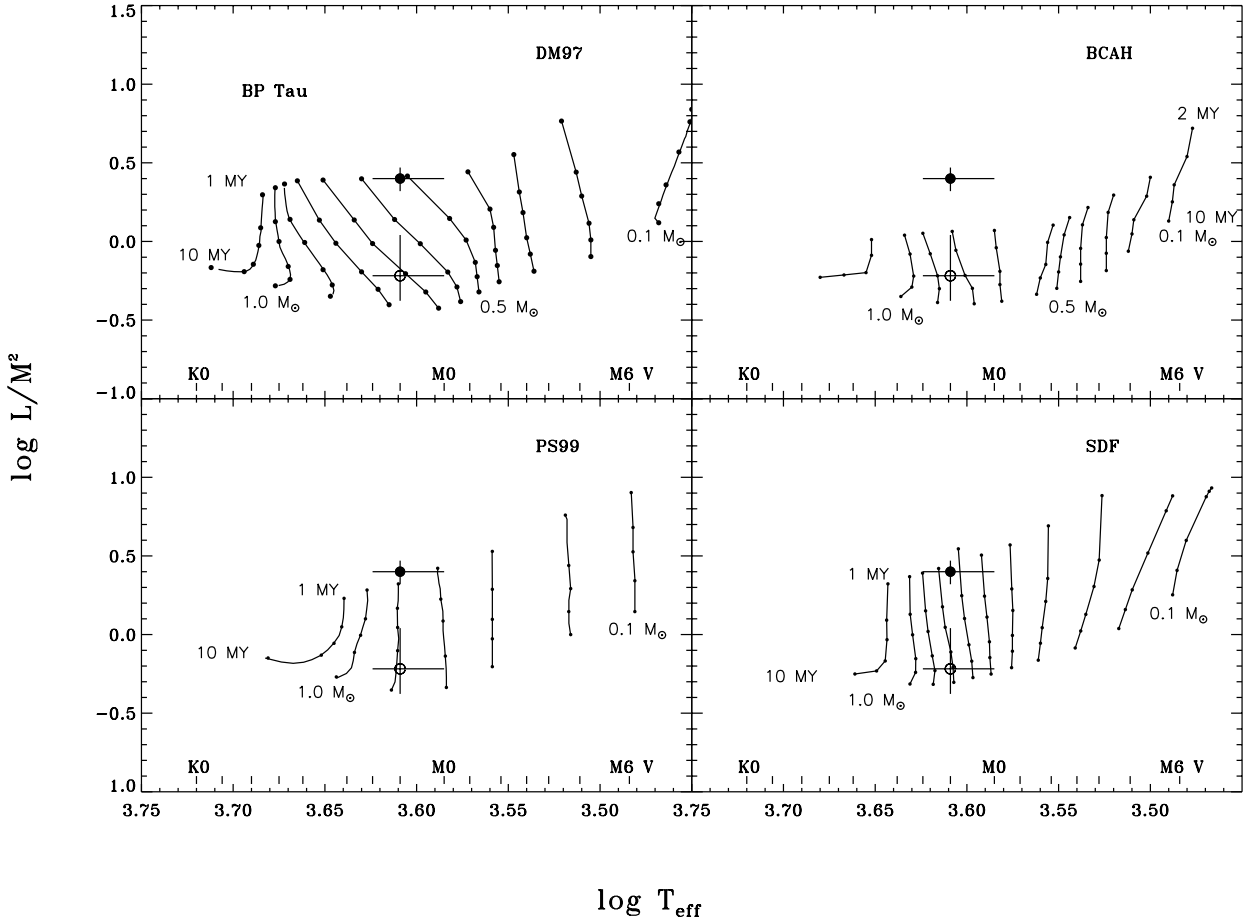 1.5
DM97
BCAH
BP Tau
1.0
2 MY
0.5
1 MY
10 MY
0.0
10 MY
0.1 M⊙
0.1 M⊙
1.0 M⊙
0.5 M⊙
1.0 M⊙
0.5 M⊙
−0.5
K0 M0 M6 V
K0 M0 M6 V
−1.0
log L/M²
PS99
SDF
1.0
0.5
1 MY
1 MY
0.0
0.1 M⊙
0.1 M⊙
10 MY
10 MY
1.0 M⊙
1.0 M⊙
−0.5
K0 M0 M6 V
K0 M0 M6 V
1.0
3.75 3.70 3.65 3.60 3.55 3.50 3.75 3.70 3.65 3.60 3.55 3.50
log Teff